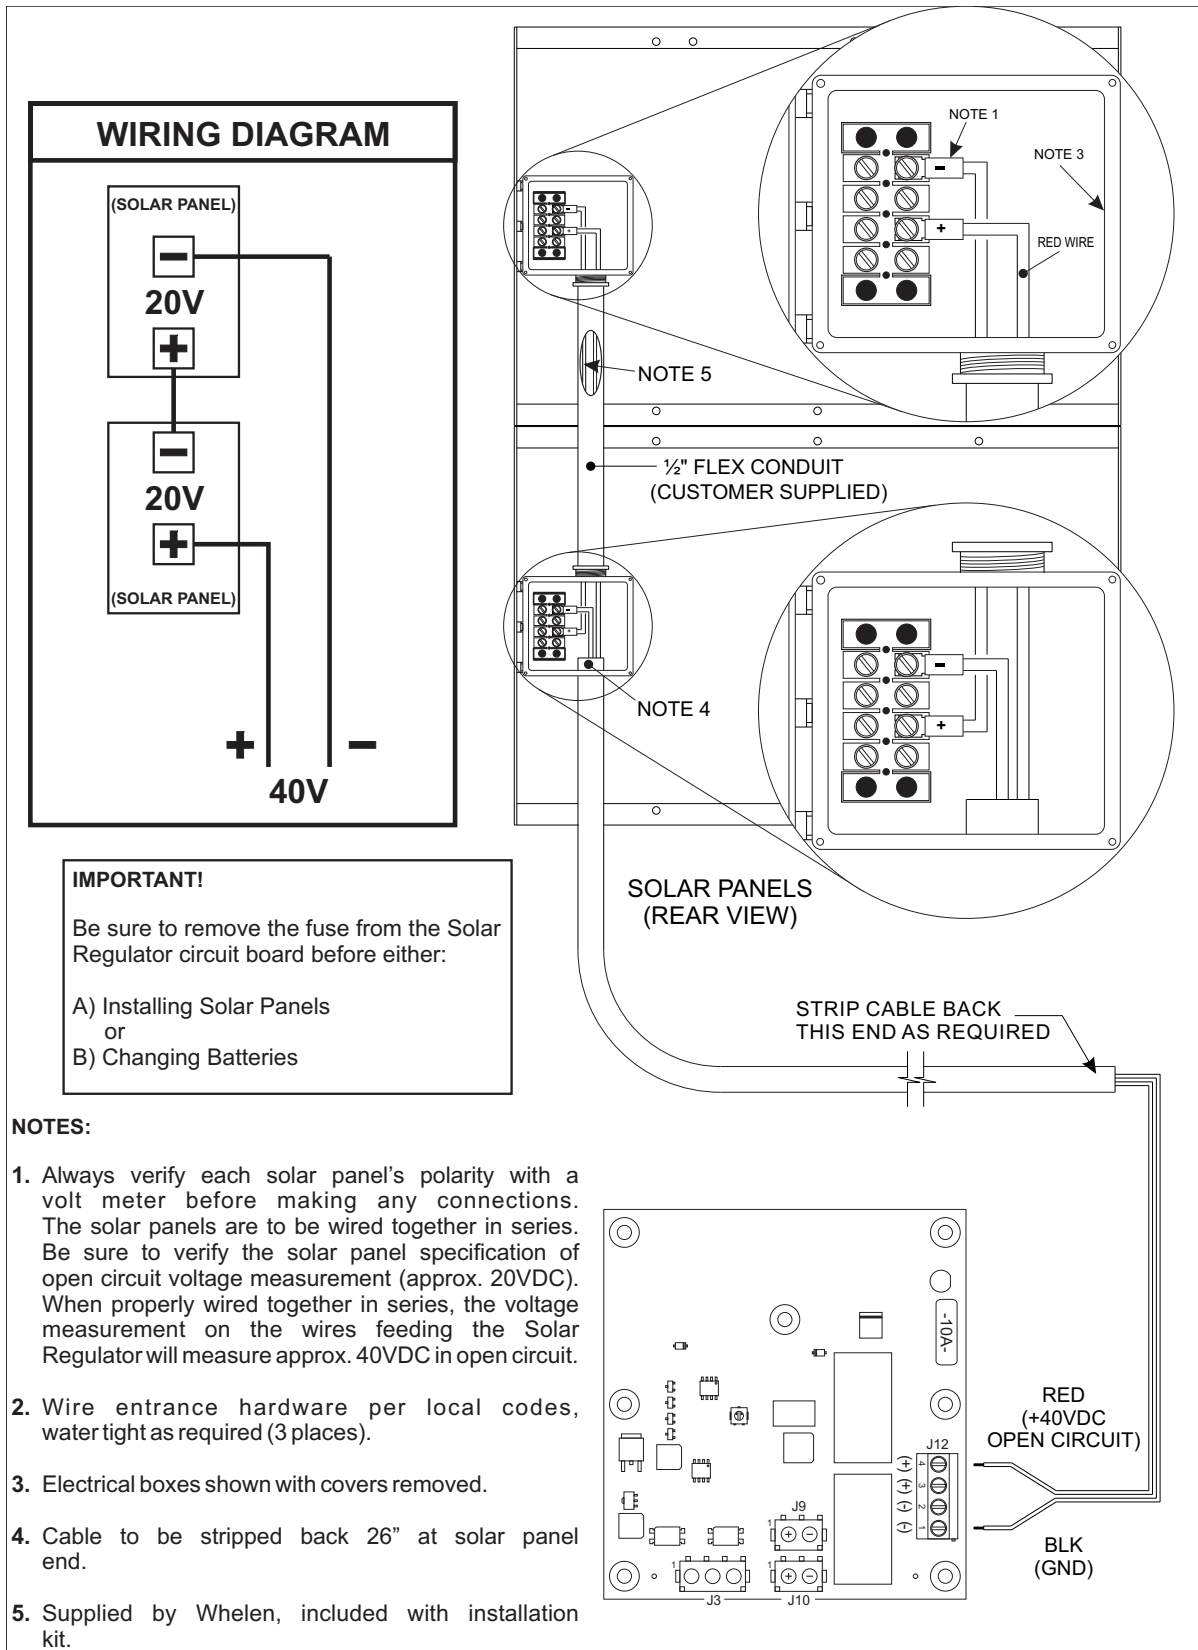 WIRING DIAGRAM
(SOLAR PANEL)
−
20V
+
−
20V
+
(SOLAR PANEL)
+ −
40V
NOTE 1
NOTE 3
−
+
RED WIRE
−
+
NOTE 5
½" FLEX CONDUIT
(CUSTOMER SUPPLIED)
−
+
NOTE 4
−
+
SOLAR PANELS
(REAR VIEW)
IMPORTANT!
Be sure to remove the fuse from the Solar
Regulator circuit board before either:
A) Installing Solar Panels
or
B) Changing Batteries
STRIP CABLE BACK
THIS END AS REQUIRED
NOTES:
1. Always verify each solar panel's polarity with a
volt meter before making any connections.
The solar panels are to be wired together in series.
Be sure to verify the solar panel specification of
open circuit voltage measurement (approx. 20VDC).
When properly wired together in series, the voltage
measurement on the wires feeding the Solar
Regulator will measure approx. 40VDC in open circuit.
2. Wire entrance hardware per local codes,
water tight as required (3 places).
3. Electrical boxes shown with covers removed.
4. Cable to be stripped back 26" at solar panel
end.
5. Supplied by Whelen, included with installation
kit.
-10A-
RED
(+40VDC
OPEN CIRCUIT)
J12
(+) 4
(+) 3
(-) 2
(-) 1
BLK
(GND)
J9
1 + −
1
J3
1 + −
J10